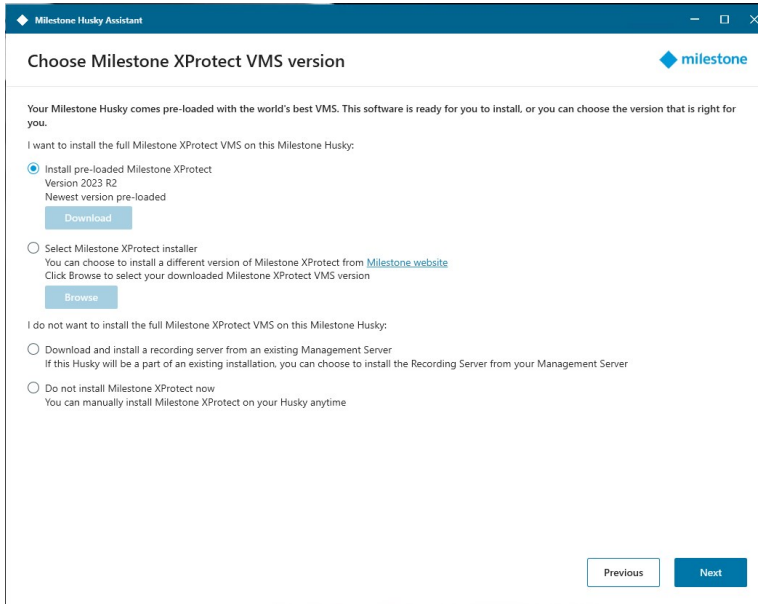 Milestone Husky Assistant
Choose Milestone XProtect VMS version
milestone
Your Milestone Husky comes pre-loaded with the world's best VMS. This software is ready for you to install, or you can choose the version that is right for
you.
I want to install the full Milestone XProtect VMS on this Milestone Husky:
Install pre-loaded Milestone XProtect
Version 2023 R2
Newest version pre-loaded
Download
Select Milestone XProtect installer
You can choose to install a different version of Milestone XProtect from Milestone website
Click Browse to select your downloaded Milestone XProtect VMS version
Browse
I do not want to install the full Milestone XProtect VMS on this Milestone Husky:
Download and install a recording server from an existing Management Server
If this Husky will be a part of an existing installation, you can choose to install the Recording Server from your Management Server
Do not install Milestone XProtect now
You can manually install Milestone XProtect on your Husky anytime
Previous
Next